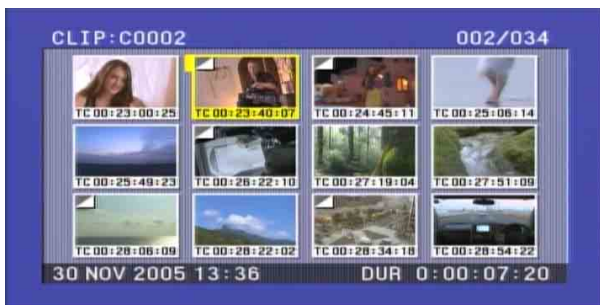 CLIP:C0002 002/034
TC 00:23:00:25 TC 00:23:40:07 TC 00:24:45:11 TC 00:25:06:14
TC 00:25:49:23 TC 00:26:22:10 TC 00:27:19:04 TC 00:27:51:09
TC 00:28:06:09 TC 00:28:22:02 TC 00:28:34:18 TC 00:28:54:22
30 NOV 2005 13:36 DUR 0:00:07:20